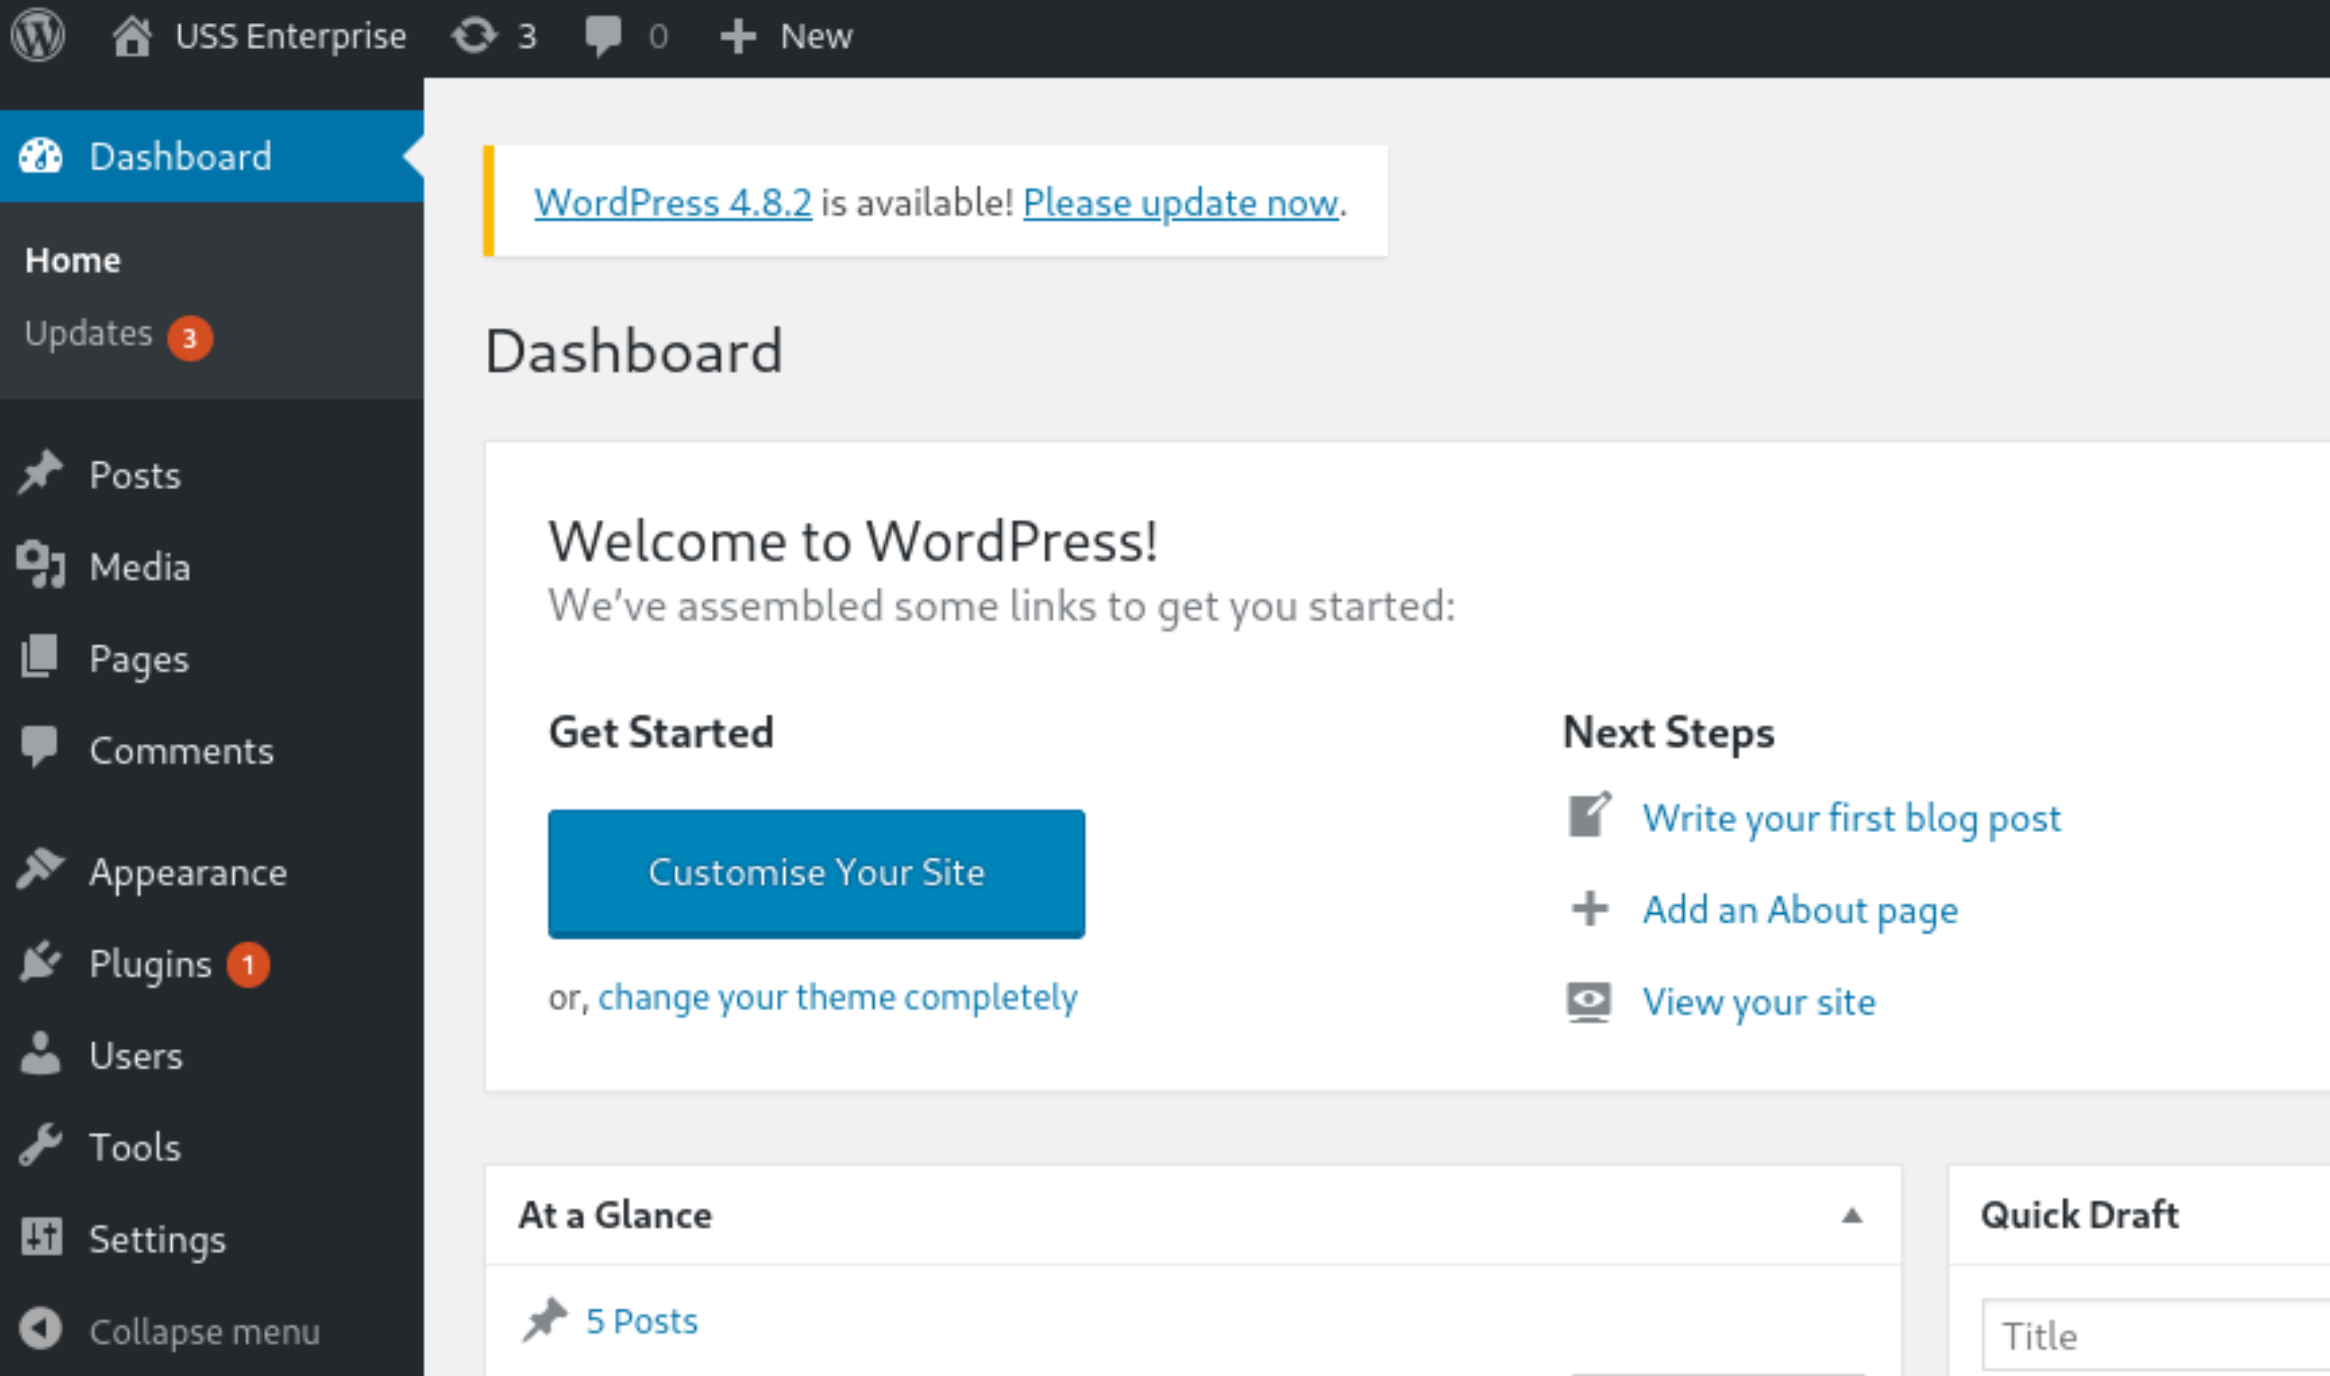 USS Enterprise 3 0 New
Dashboard
Home
Updates 3
Posts
Media
Pages
Comments
Appearance
Plugins 1
Users
Tools
Settings
Collapse menu
WordPress 4.8.2 is available! Please update now.
Dashboard
Welcome to WordPress!
We’ve assembled some links to get you started:
Get Started
Customise Your Site
or, change your theme completely
Next Steps
Write your first blog post
Add an About page
View your site
At a Glance
5 Posts
Quick Draft
Title